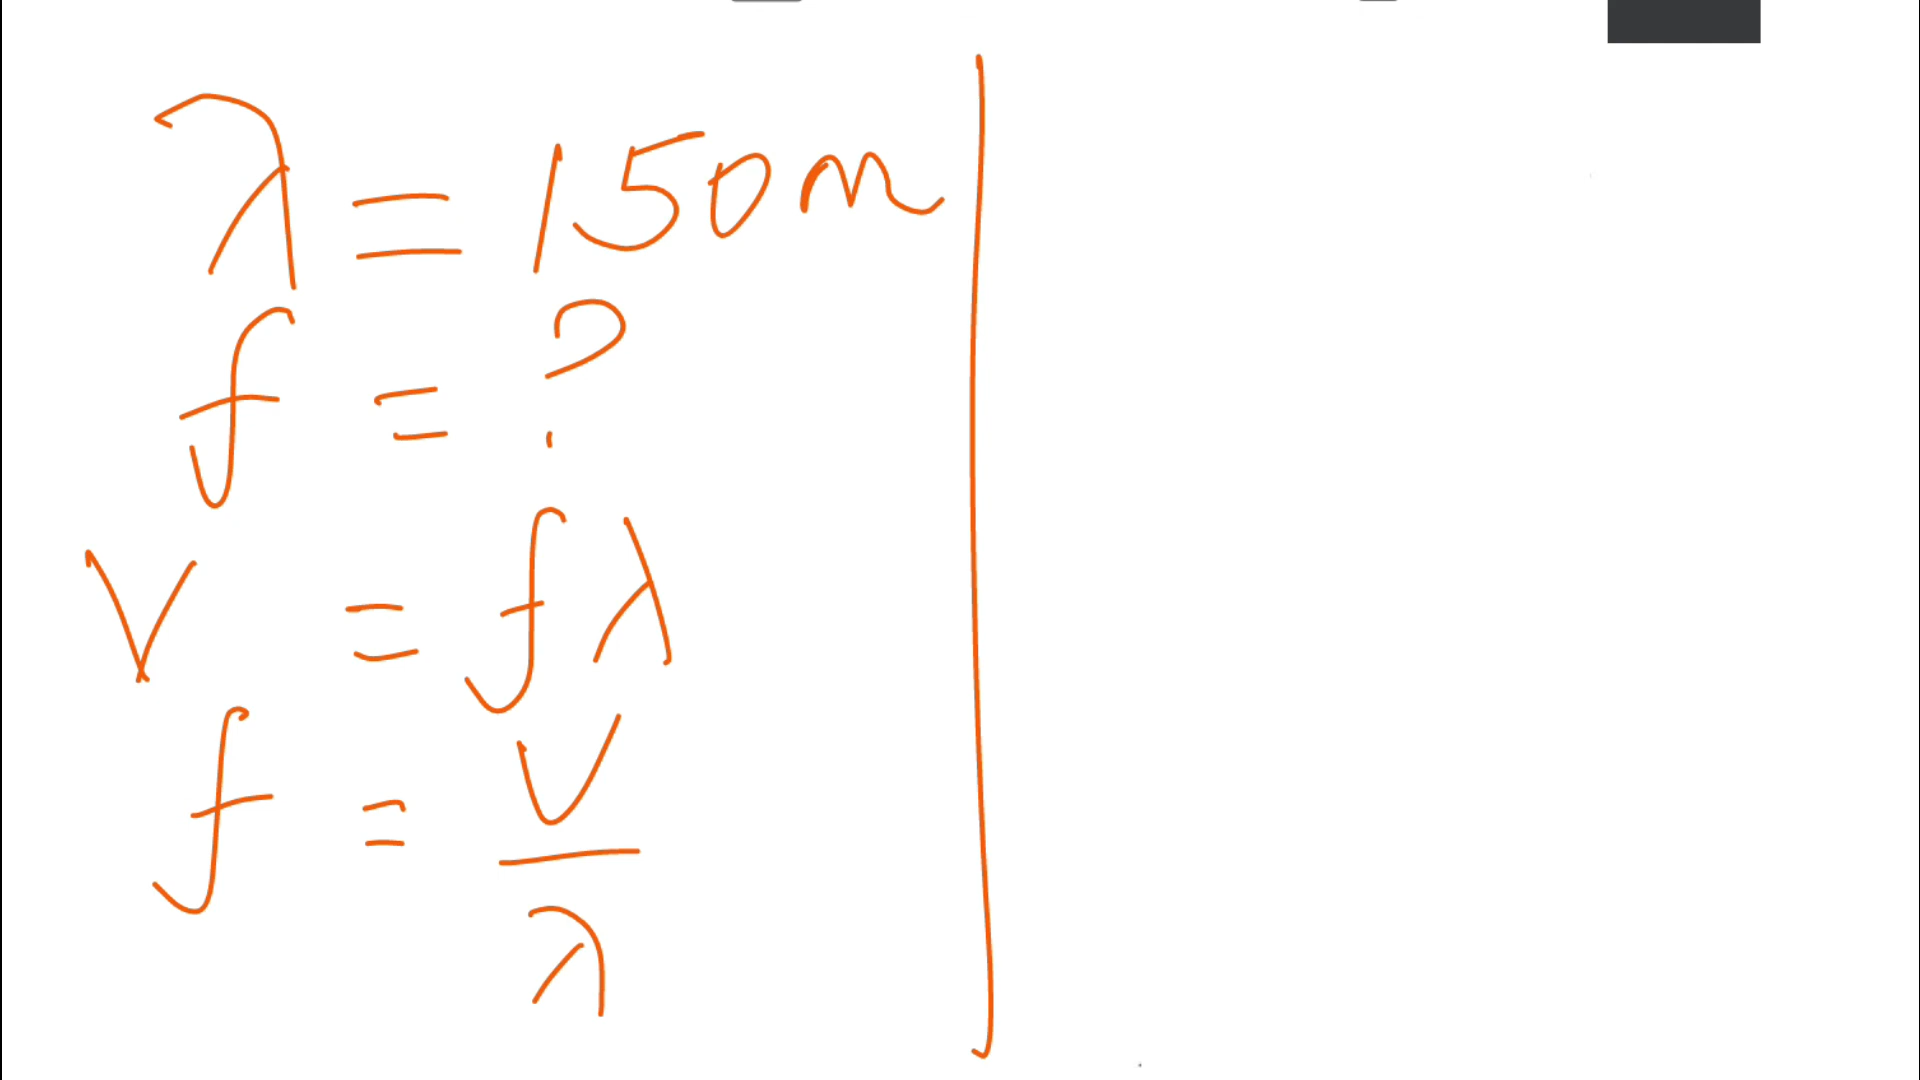 λ = 150m
f = ?
V = fλ
f = V/λ